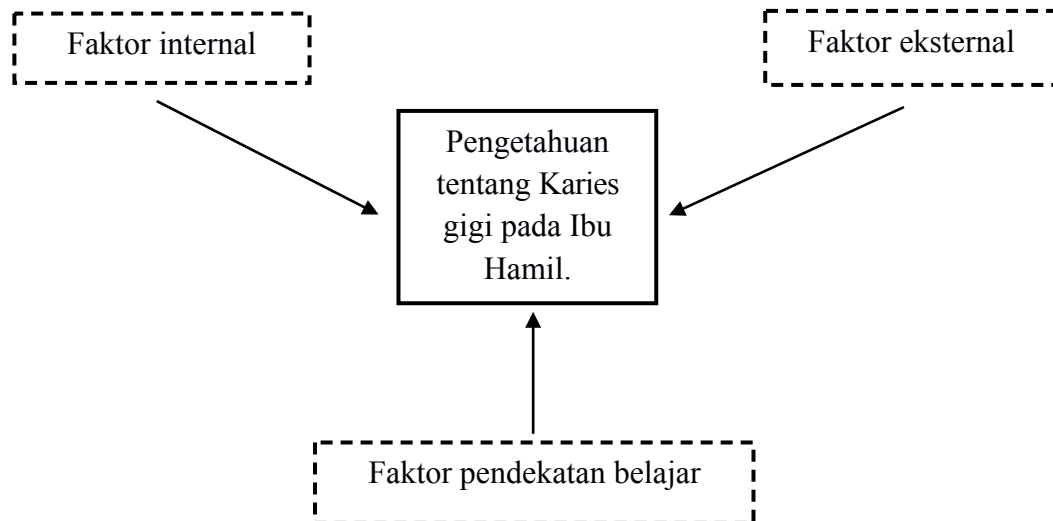 Faktor internal
Faktor eksternal
Pengetahuan
tentang Karies
gigi pada Ibu
Hamil.
Faktor pendekatan belajar